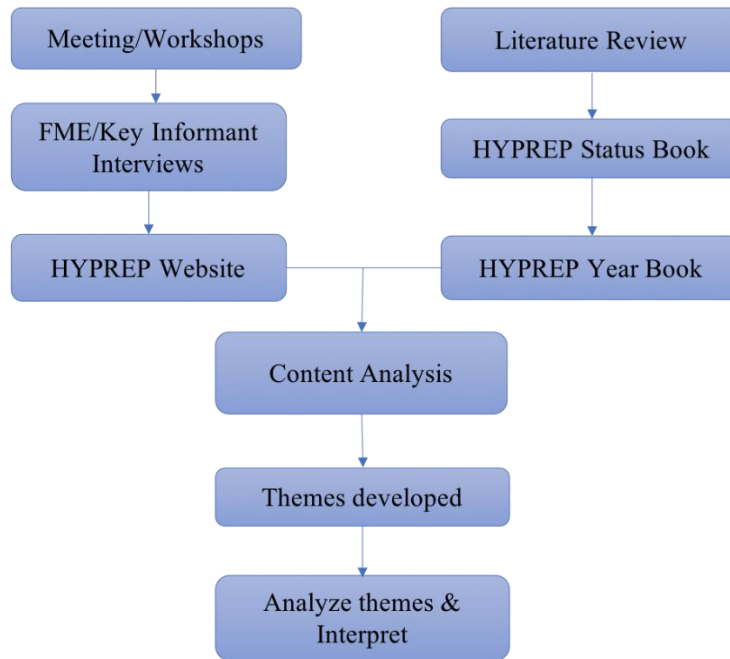 Meeting/Workshops
Literature Review
FME/Key Informant
Interviews
HYPREP Status Book
HYPREP Website
HYPREP Year Book
Content Analysis
Themes developed
Analyze themes &
Interpret